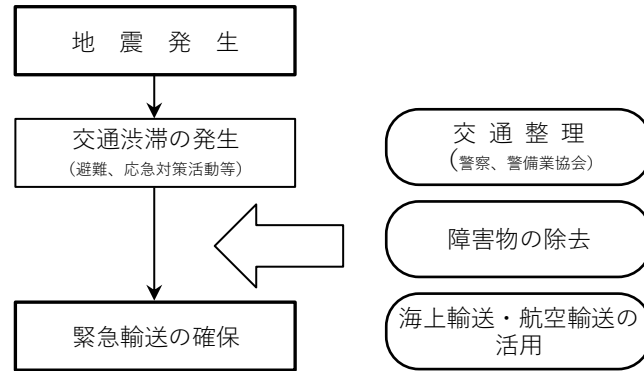 地　震　発　生
交通渋滞の発生
(避難、応急対策活動等)
緊急輸送の確保
交 通 整 理
(警察、警備業協会)
障害物の除去
海上輸送・航空輸送の
活用